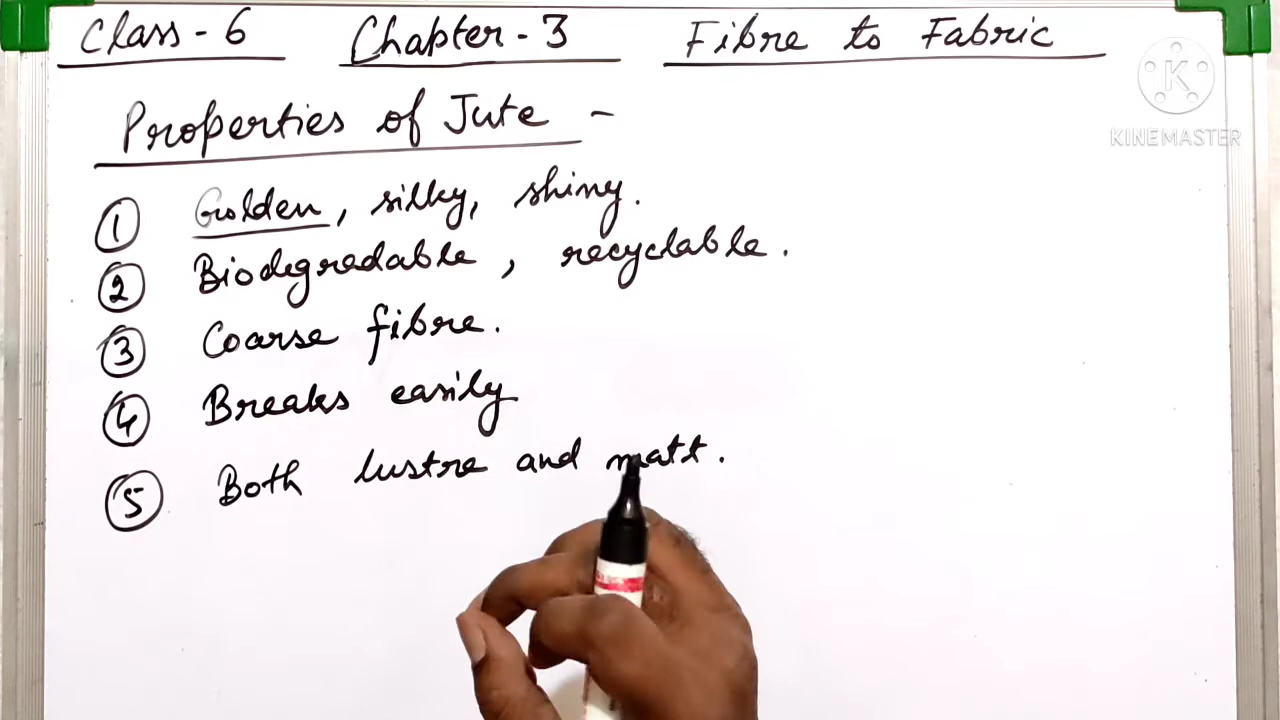 Class - 6 Chapter - 3 Fibre to Fabric
K
KINEMASTER
Properties of Jute -
1 Golden, silky, shiny.
2 Biodegradable, recyclable.
3 Coarse fibre.
4 Breaks easily
5 Both lustre and matt.